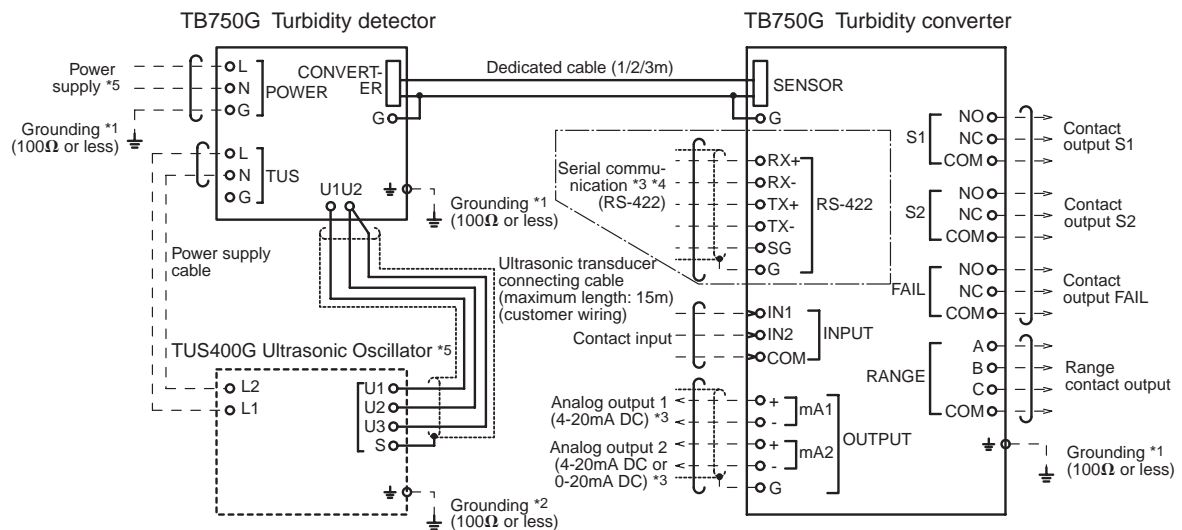 TB750G Turbidity detector
Power
supply *5
L
N
G
POWER
CONVERT-
ER
G
Grounding *1
(100Ω or less)
L
N
G
TUS
U1 U2
Grounding *1
(100Ω or less)
Power supply
cable
Ultrasonic transducer
connecting cable
(maximum length: 15m)
(customer wiring)
TUS400G Ultrasonic Oscillator *5
L2
L1
U1
U2
U3
S
Grounding *2
(100Ω or less)
Dedicated cable (1/2/3m)
TB750G Turbidity converter
SENSOR
G
Serial commu-
nication *3 *4
(RS-422)
RX+
RX-
TX+
TX-
SG
G
RS-422
Contact input
IN1
IN2
COM
INPUT
Analog output 1
(4-20mA DC) *3
Analog output 2
(4-20mA DC or
0-20mA DC) *3
+
-
mA1
+
-
mA2
G
OUTPUT
S1
NO
NC
COM
Contact
output S1
S2
NO
NC
COM
Contact
output S2
FAIL
NO
NC
COM
Contact
output FAIL
RANGE
A
B
C
COM
Range
contact output
Grounding *1
(100Ω or less)